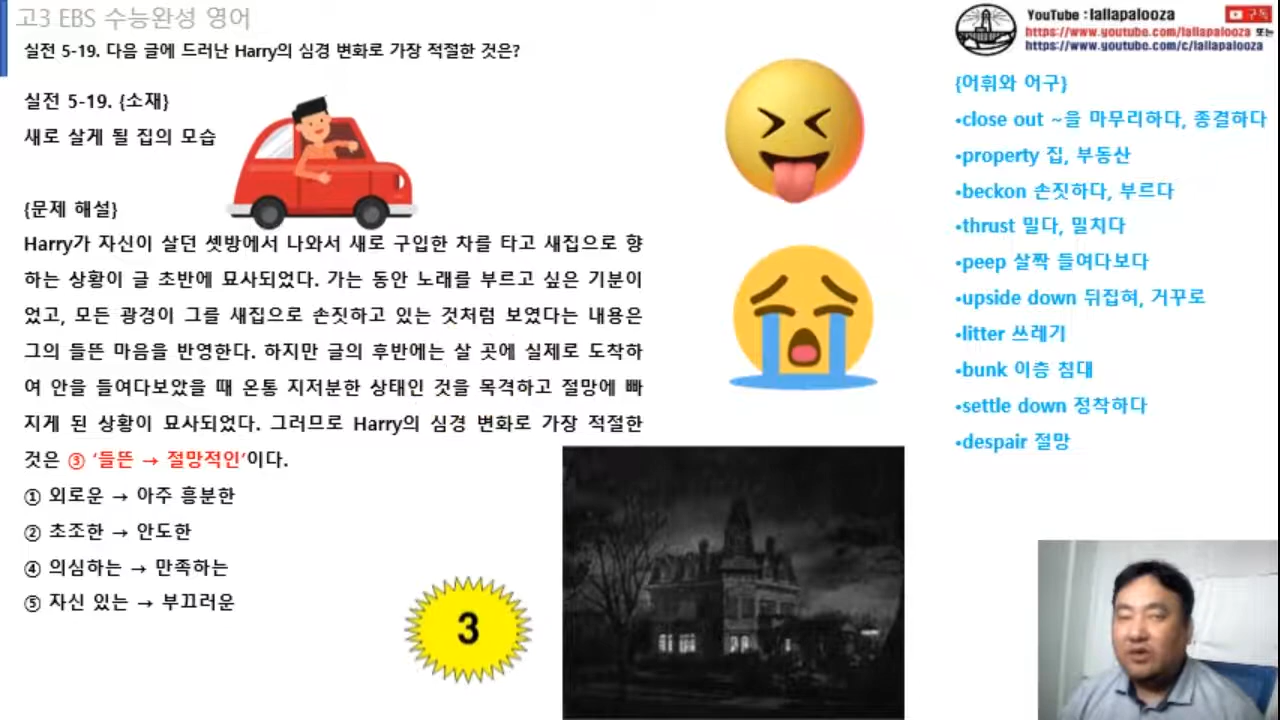 고3 EBS 수능완성 영어
실전 5-19. 다음 글에 드러난 Harry의 심경 변화로 가장 적절한 것은?
실전 5-19. {소재}
새로 살게 될 집의 모습
{문제 해설}
Harry가 자신이 살던 셋방에서 나와서 새로 구입한 차를 타고 새집으로 향
하는 상황이 글 초반에 묘사되었다. 가는 동안 노래를 부르고 싶은 기분이
었고, 모든 광경이 그를 새집으로 손짓하고 있는 것처럼 보였다는 내용은
그의 들뜬 마음을 반영한다. 하지만 글의 후반에는 살 곳에 실제로 도착하
여 안을 들여다보았을 때 온통 지저분한 상태인 것을 목격하고 절망에 빠
지게 된 상황이 묘사되었다. 그러므로 Harry의 심경 변화로 가장 적절한
것은 ③ ‘들뜬 → 절망적인’이다.
① 외로운 → 아주 흥분한
② 초조한 → 안도한
④ 의심하는 → 만족하는
⑤ 자신 있는 → 부끄러운
3
YouTube : lallapalooza
구독
https://www.youtube.com/lallapalooza 또는
https://www.youtube.com/c/lallapalooza
{어휘와 어구}
•close out ~을 마무리하다, 종결하다
•property 집, 부동산
•beckon 손짓하다, 부르다
•thrust 밀다, 밀치다
•peep 살짝 들여다보다
•upside down 뒤집혀, 거꾸로
•litter 쓰레기
•bunk 이층 침대
•settle down 정착하다
•despair 절망